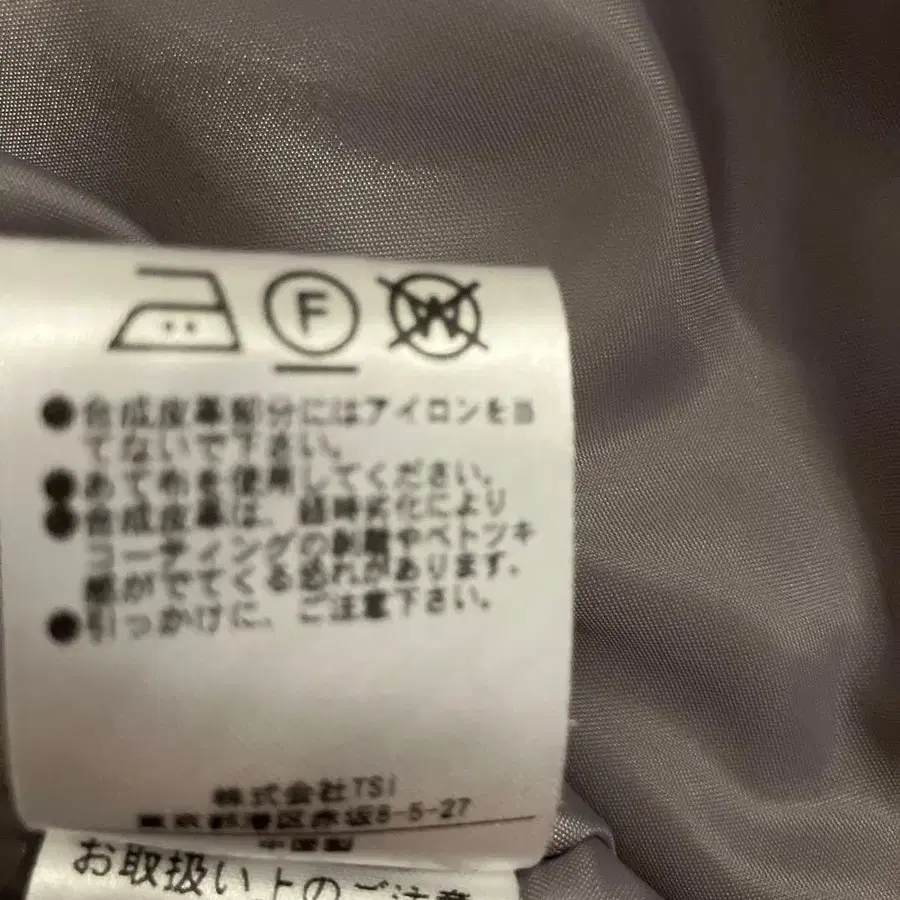 F W
●合成皮革部分にはアイロンを当
てないで下さい。
●あて布を使用してください。
●合成皮革は、経時劣化により
コーティングの剥離やベトツキ
感がでてくる恐れがあります。
●引っかけに、ご注意下さい。
株式会社TSI
東京都港区赤坂8-5-27
中国製
お取扱い上のご注意